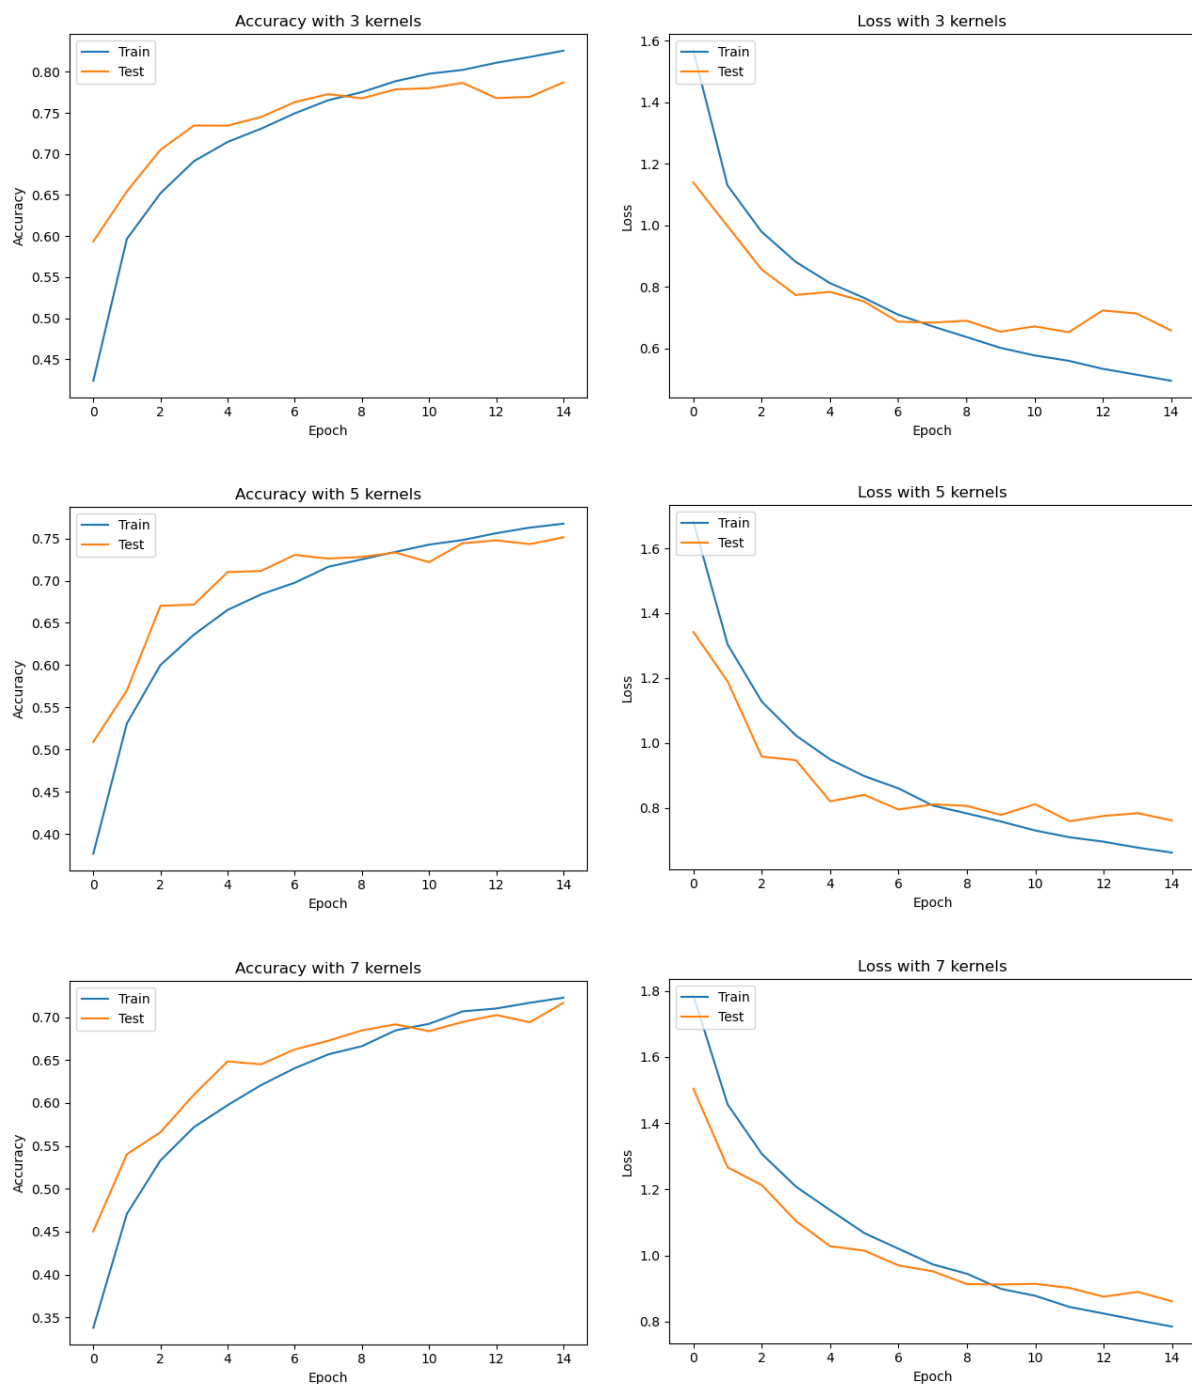 Accuracy with 3 kernels
Train
Test
0.80
0.75
0.70
0.65
0.60
0.55
0.50
0.45
Accuracy
0 2 4 6 8 10 12 14
Epoch
Loss with 3 kernels
Train
Test
1.6
1.4
1.2
1.0
0.8
0.6
Loss
0 2 4 6 8 10 12 14
Epoch
Accuracy with 5 kernels
Train
Test
0.75
0.70
0.65
0.60
0.55
0.50
0.45
0.40
Accuracy
0 2 4 6 8 10 12 14
Epoch
Loss with 5 kernels
Train
Test
1.6
1.4
1.2
1.0
0.8
Loss
0 2 4 6 8 10 12 14
Epoch
Accuracy with 7 kernels
Train
Test
0.70
0.65
0.60
0.55
0.50
0.45
0.40
0.35
Accuracy
0 2 4 6 8 10 12 14
Epoch
Loss with 7 kernels
Train
Test
1.8
1.6
1.4
1.2
1.0
0.8
Loss
0 2 4 6 8 10 12 14
Epoch